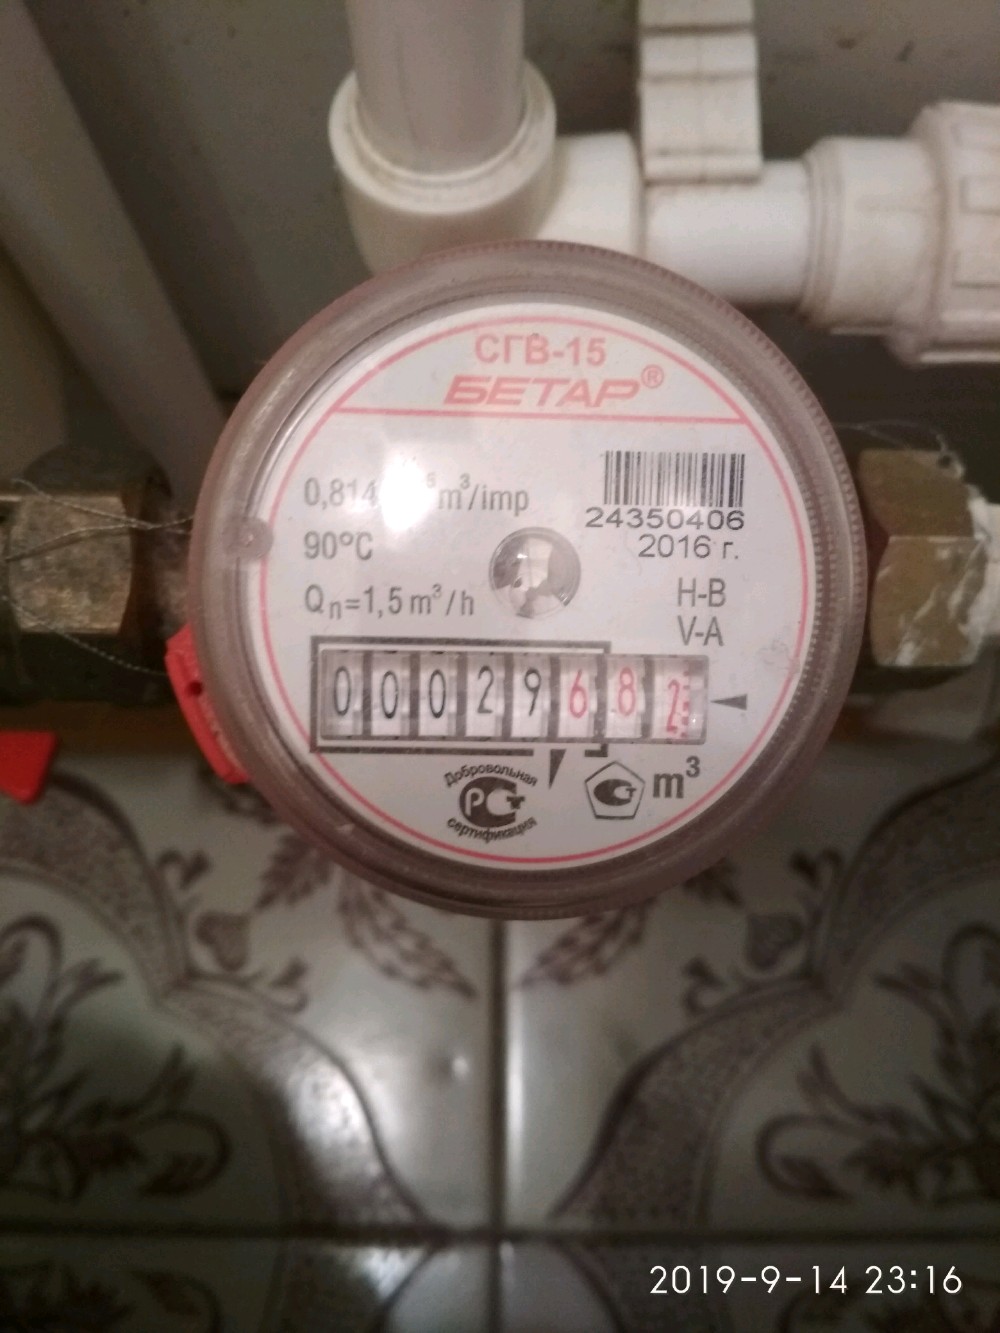 СГВ-15
БЕТАР®
0,814 m³/imp
24350406
90°C
2016 г.
Qn=1,5 m³/h
H-B
V-A
00029682
m³
Добровольная
РСТ
сертификация
2019-9-14 23:16